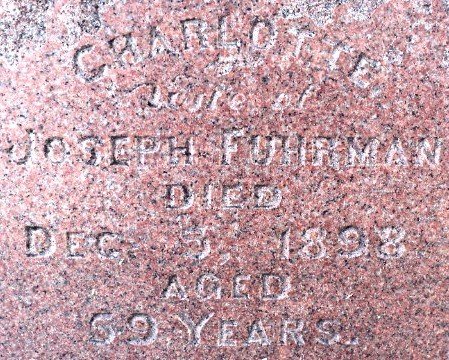 CHARLOTTE,
Wife of
JOSEPH FUHRMAN
DIED
DEC. 5, 1898.
AGED
59 YEARS.